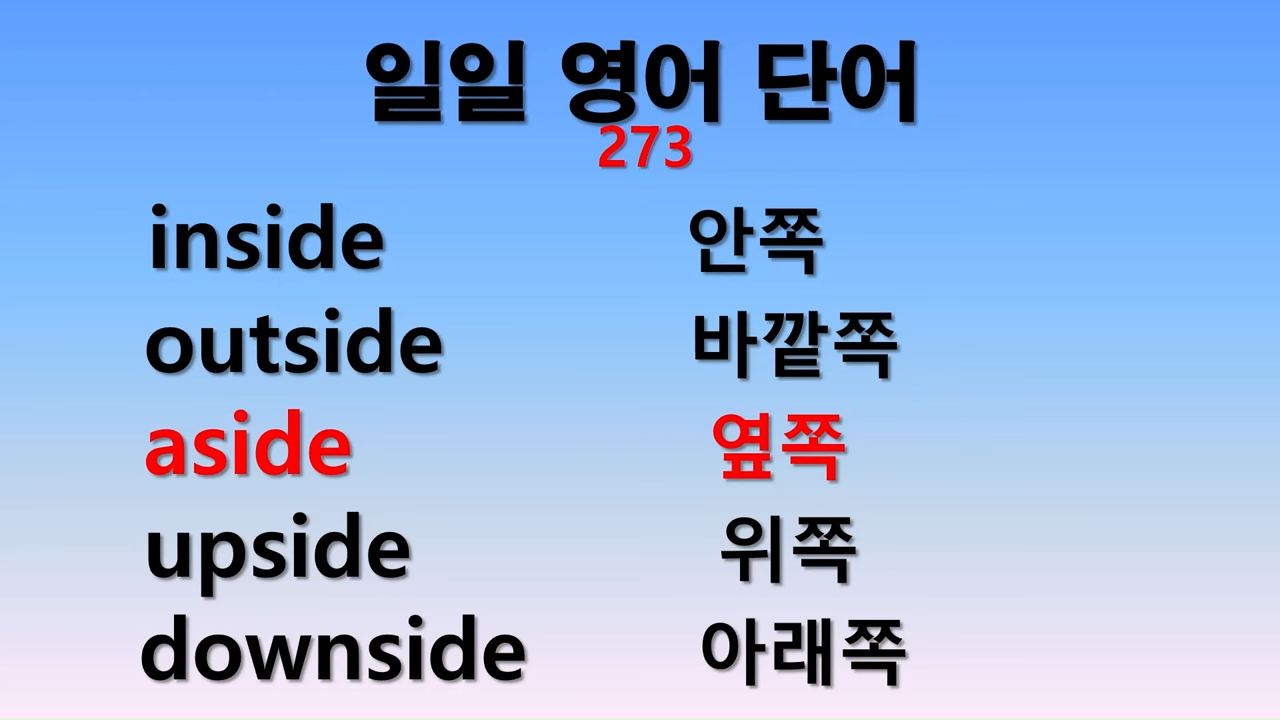 일일 영어 단어
273
inside 안쪽
outside 바깥쪽
aside 옆쪽
upside 위쪽
downside 아래쪽